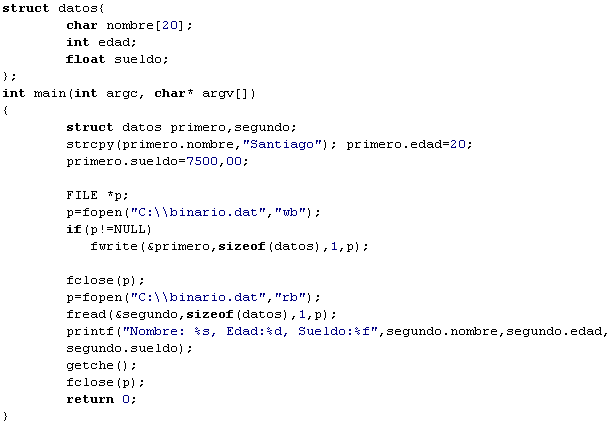 struct datos{
char nombre[20];
int edad;
float sueldo;
};
int main(int argc, char* argv[])
{
struct datos primero,segundo;
strcpy(primero.nombre,"Santiago"); primero.edad=20;
primero.sueldo=7500,00;
FILE *p;
p=fopen("C:\\binario.dat","wb");
if(p!=NULL)
fwrite(&primero,sizeof(datos),1,p);
fclose(p);
p=fopen("C:\\binario.dat","rb");
fread(&segundo,sizeof(datos),1,p);
printf("Nombre: %s, Edad:%d, Sueldo:%f",segundo.nombre,segundo.edad,
segundo.sueldo);
getche();
fclose(p);
return 0;
}